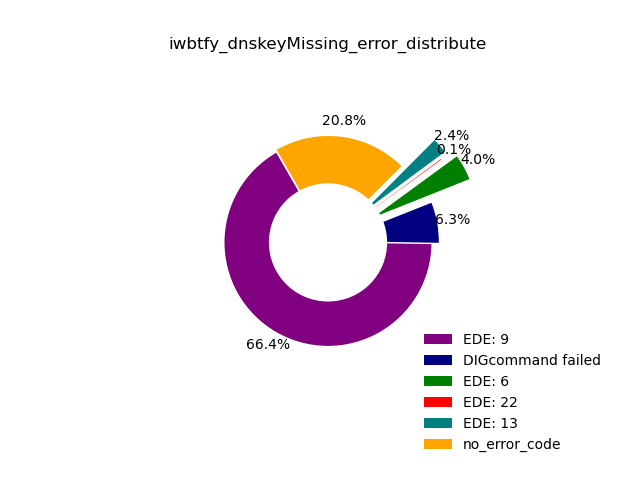 iwbtfy_dnskeyMissing_error_distribute
20.8%
2.4%
0.1%
4.0%
6.3%
66.4%
EDE: 9
DIGcommand failed
EDE: 6
EDE: 22
EDE: 13
no_error_code